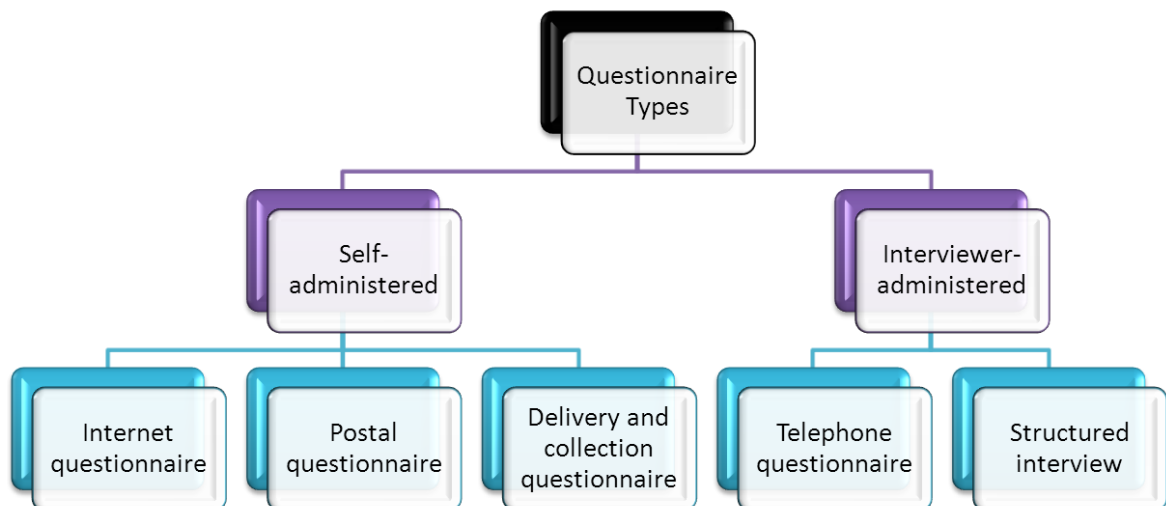 Questionnaire
Types
Self-
administered
Interviewer-
administered
Internet
questionnaire
Postal
questionnaire
Delivery and
collection
questionnaire
Telephone
questionnaire
Structured
interview